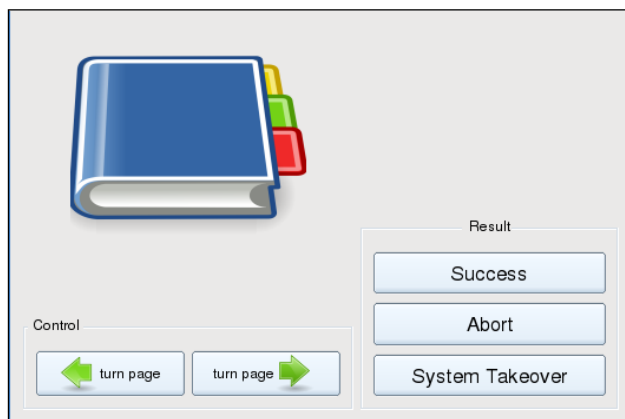 Result
Success
Abort
System Takeover
Control
turn page
turn page